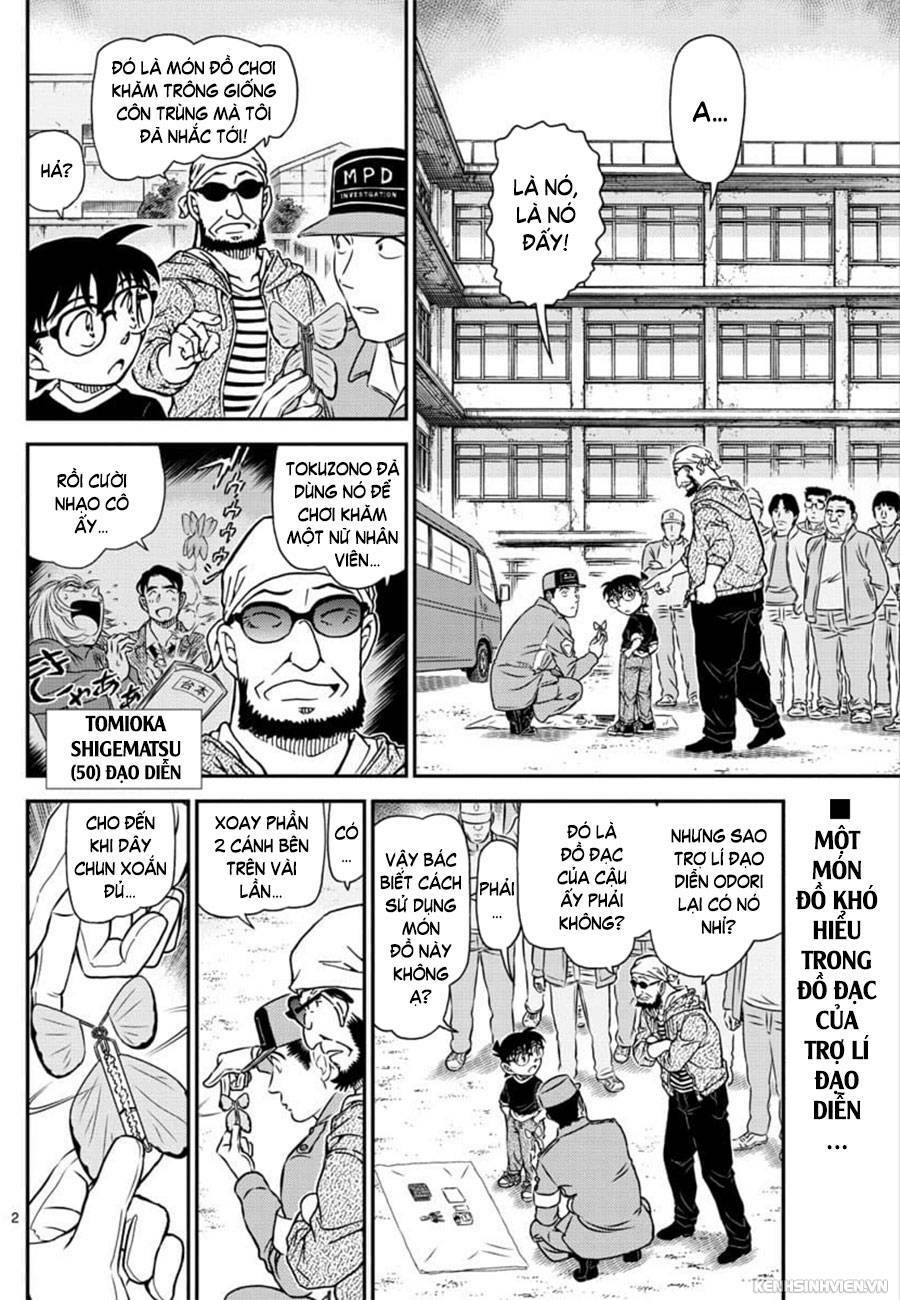 A...
LÀ NÓ,
LÀ NÓ
ĐẤY!
ĐÓ LÀ MÓN ĐỒ CHƠI
KHĂM TRÔNG GIỐNG
CÔN TRÙNG MÀ TÔI
ĐÃ NHẮC TỚI!
HẢ?
MPD
INVESTGATION
TOKUZONO ĐÃ
DÙNG NÓ ĐỂ
CHƠI KHĂM
MỘT NỮ NHÂN
VIÊN...
RỒI CƯỜI
NHẠO CÔ
ẤY...
台本
TOMIOKA
SHIGEMATSU
(50) ĐẠO DIỄN
■
MỘT
MÓN
ĐỒ KHÓ
HIỂU
TRONG
ĐỒ ĐẠC
CỦA
TRỢ LÍ
ĐẠO
DIỄN
...
NHƯNG SAO
TRỢ LÍ ĐẠO
DIỄN ODORI
LẠI CÓ NÓ
NHỈ?
ĐÓ LÀ
ĐỒ ĐẠC
CỦA CẬU
ẤY PHẢI
KHÔNG?
PHẢI
...
VẬY BÁC
BIẾT CÁCH
SỬ DỤNG
MÓN
ĐỒ NÀY
KHÔNG
Ạ?
CÓ
...
XOAY PHẦN
2 CÁNH BÊN
TRÊN VÀI
LẦN...
CHO ĐẾN
KHI DÂY
CHUN XOẮN
ĐỦ...
2
KENHSINHVIEN.VN